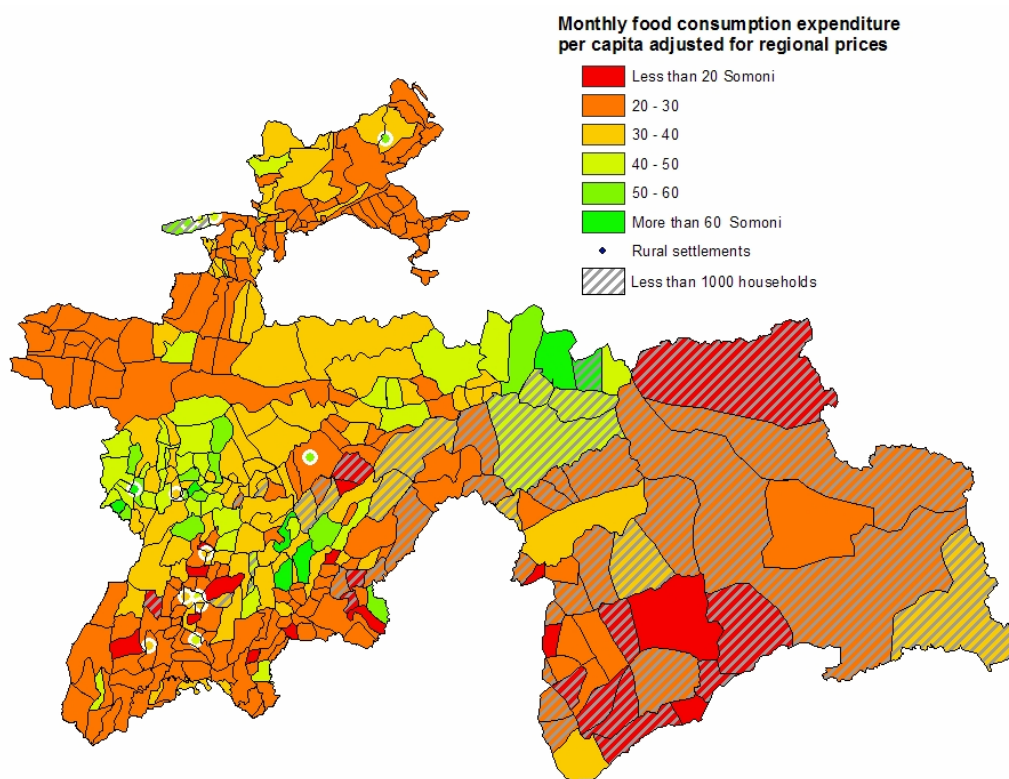 Monthly food consumption expenditure
per capita adjusted for regional prices
Less than 20 Somoni
20 - 30
30 - 40
40 - 50
50 - 60
More than 60 Somoni
Rural settlements
Less than 1000 households